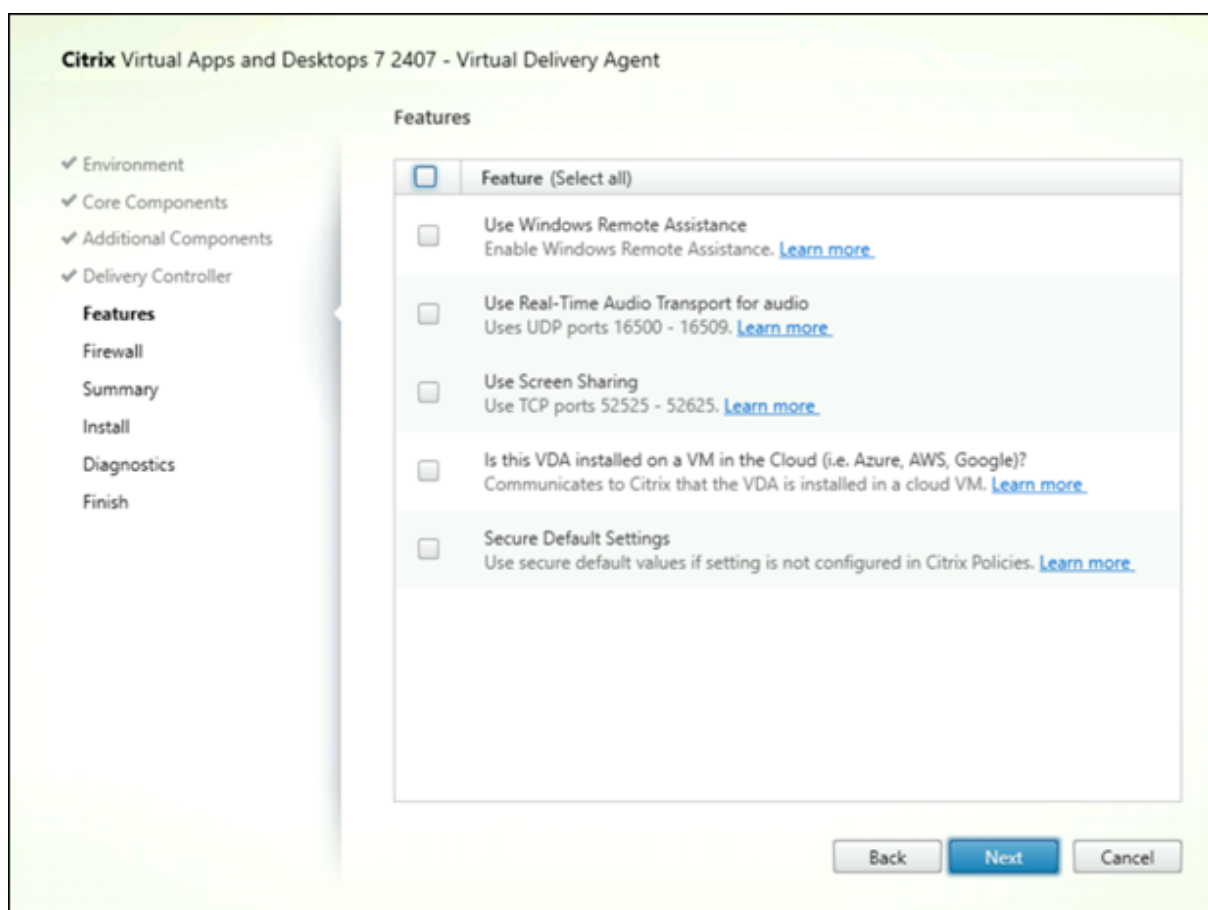 Citrix Virtual Apps and Desktops 7 2407 - Virtual Delivery Agent
Features
Environment
Core Components
Additional Components
Delivery Controller
Features
Firewall
Summary
Install
Diagnostics
Finish
Feature (Select all)
Use Windows Remote Assistance
Enable Windows Remote Assistance. Learn more
Use Real-Time Audio Transport for audio
Uses UDP ports 16500 - 16509. Learn more
Use Screen Sharing
Use TCP ports 52525 - 52625. Learn more
Is this VDA installed on a VM in the Cloud (i.e. Azure, AWS, Google)?
Communicates to Citrix that the VDA is installed in a cloud VM. Learn more
Secure Default Settings
Use secure default values if setting is not configured in Citrix Policies. Learn more
Back Next Cancel